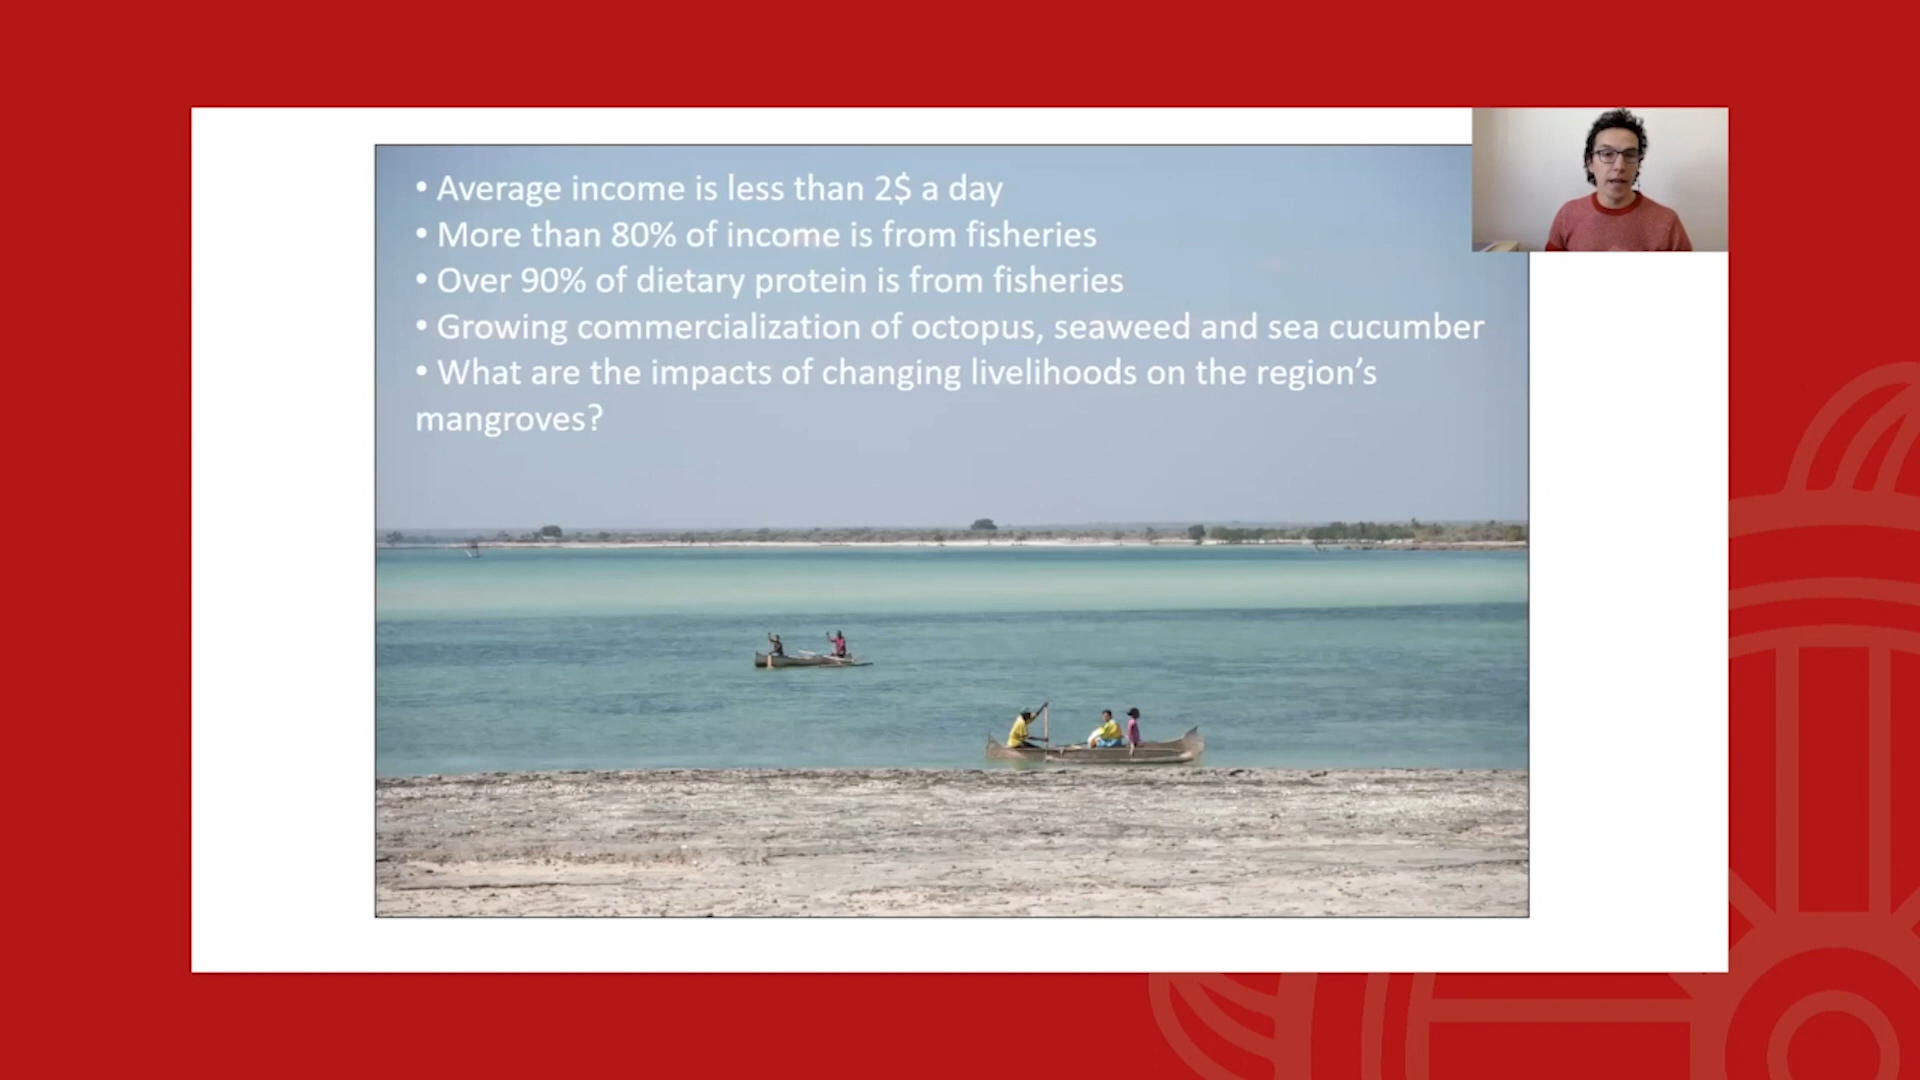 • Average income is less than 2$ a day
• More than 80% of income is from fisheries
• Over 90% of dietary protein is from fisheries
• Growing commercialization of octopus, seaweed and sea cucumber
• What are the impacts of changing livelihoods on the region’s
mangroves?